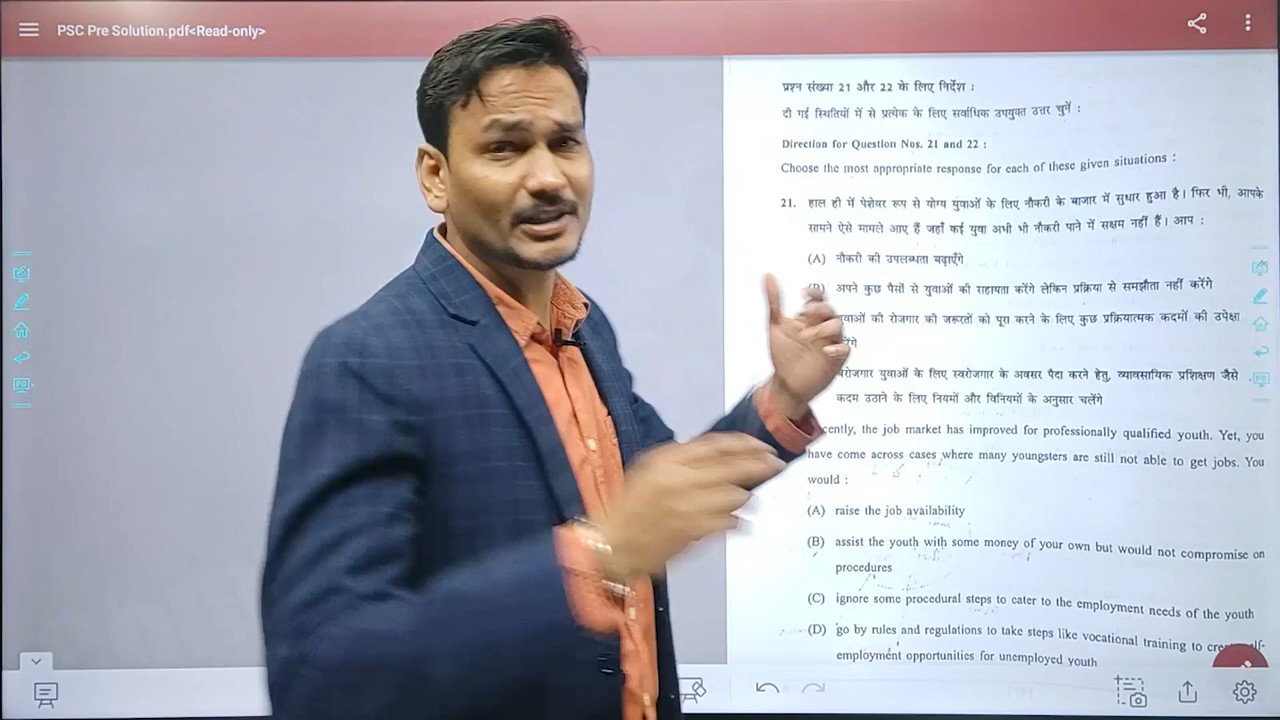 PSC Pre Solution.pdf<Read-only>
प्रश्न संख्या 21 और 22 के लिए निर्देश :
दी गई स्थितियों में से प्रत्येक के लिए सर्वाधिक उपयुक्त उत्तर चुनें :
Direction for Question Nos. 21 and 22 :
Choose the most appropriate response for each of these given situations :
21. हाल ही में पेशेवर रूप से योग्य युवाओं के लिए नौकरी के बाजार में सुधार हुआ है। फिर भी, आपके
सामने ऐसे मामले आए हैं जहाँ कई युवा अभी भी नौकरी पाने में सक्षम नहीं हैं। आप :
(A) नौकरी की उपलब्धता बढ़ाएँगे
(B) अपने कुछ पैसों से युवाओं की सहायता करेंगे लेकिन प्रक्रिया से समझौता नहीं करेंगे
की रोजगार की जरूरतों को पूरा करने के लिए कुछ प्रक्रियात्मक कदमों की उपेक्षा
युवाओं के लिए स्वरोजगार के अवसर पैदा करने हेतु, व्यावसायिक प्रशिक्षण जैसे
कदम उठाने के लिए नियमों और विनियमों के अनुसार चलेंगे
the job market has improved for professionally qualified youth. Yet, you
have come across cases where many youngsters are still not able to get jobs. You
would :
(A) raise the job availability
(B) assist the youth with some money of your own but would not compromise on
procedures
(C) ignore some procedural steps to cater to the employment needs of the youth
(D) go by rules and regulations to take steps like vocational training to
employment opportunities for unemployed youth